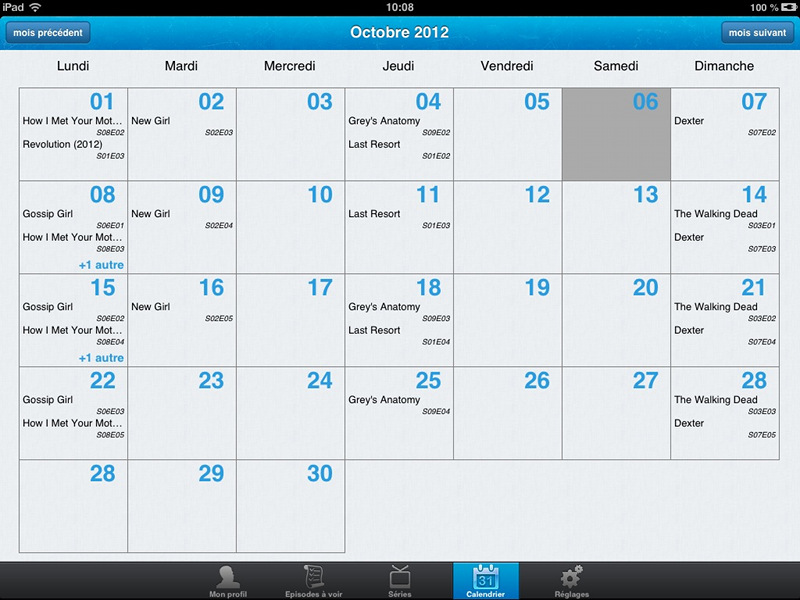 iPad 10:08 100 %
mois précédent Octobre 2012 mois suivant
Lundi Mardi Mercredi Jeudi Vendredi Samedi Dimanche
01
How I Met Your Mot…
S08E02
Revolution (2012)
S01E03
02
New Girl
S02E03
03
04
Grey's Anatomy
S09E02
Last Resort
S01E02
05
06
07
Dexter
S07E02
08
Gossip Girl
S06E01
How I Met Your Mot…
S08E03
+1 autre
09
New Girl
S02E04
10
11
Last Resort
S01E03
12
13
14
The Walking Dead
S03E01
Dexter
S07E03
15
Gossip Girl
S06E02
How I Met Your Mot…
S08E04
+1 autre
16
New Girl
S02E05
17
18
Grey's Anatomy
S09E03
Last Resort
S01E04
19
20
21
The Walking Dead
S03E02
Dexter
S07E04
22
Gossip Girl
S06E03
How I Met Your Mot…
S08E05
23
24
25
Grey's Anatomy
S09E04
26
27
28
The Walking Dead
S03E03
Dexter
S07E05
28
29
30
31
Mon profil Episodes à voir Séries Calendrier Réglages